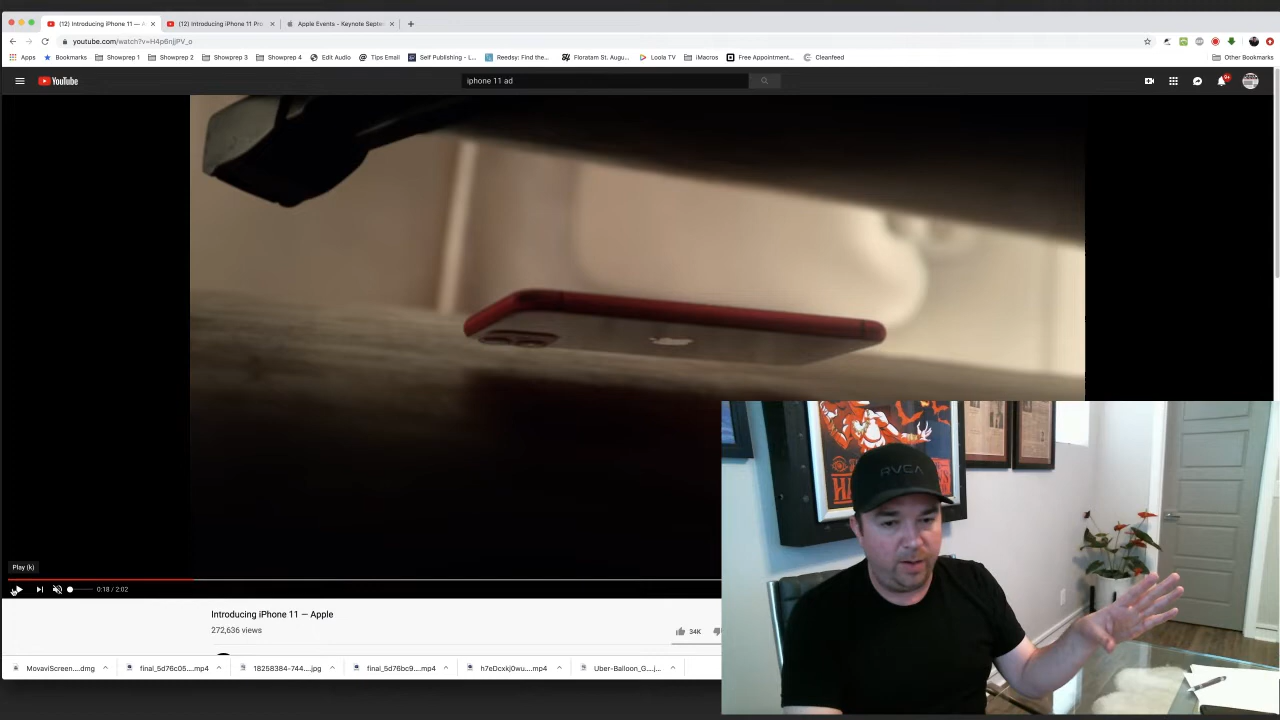 (12) Introducing iPhone 11 — A
(12) Introducing iPhone 11 Pro
Apple Events - Keynote Septe
youtube.com/watch?v=H4p6njjPV_o
Apps
Bookmarks
Showprep 1
Showprep 2
Showprep 3
Showprep 4
Edit Audio
Tips Email
Self Publishing - L...
Reedsy: Find the...
Floratam St. Augu...
Loola TV
iMacros
Free Appointment...
Cleanfeed
Other Bookmarks
YouTube
iphone 11 ad
9+
RVCA
Play (k)
0:18 / 2:02
Introducing iPhone 11 — Apple
272,636 views
34K
MovaviScreen....dmg
final_5d76c05....mp4
18258384-744....jpg
final_5d76bc9....mp4
h7eDcxkj0wu....mp4
Uber-Balloon_G....j...